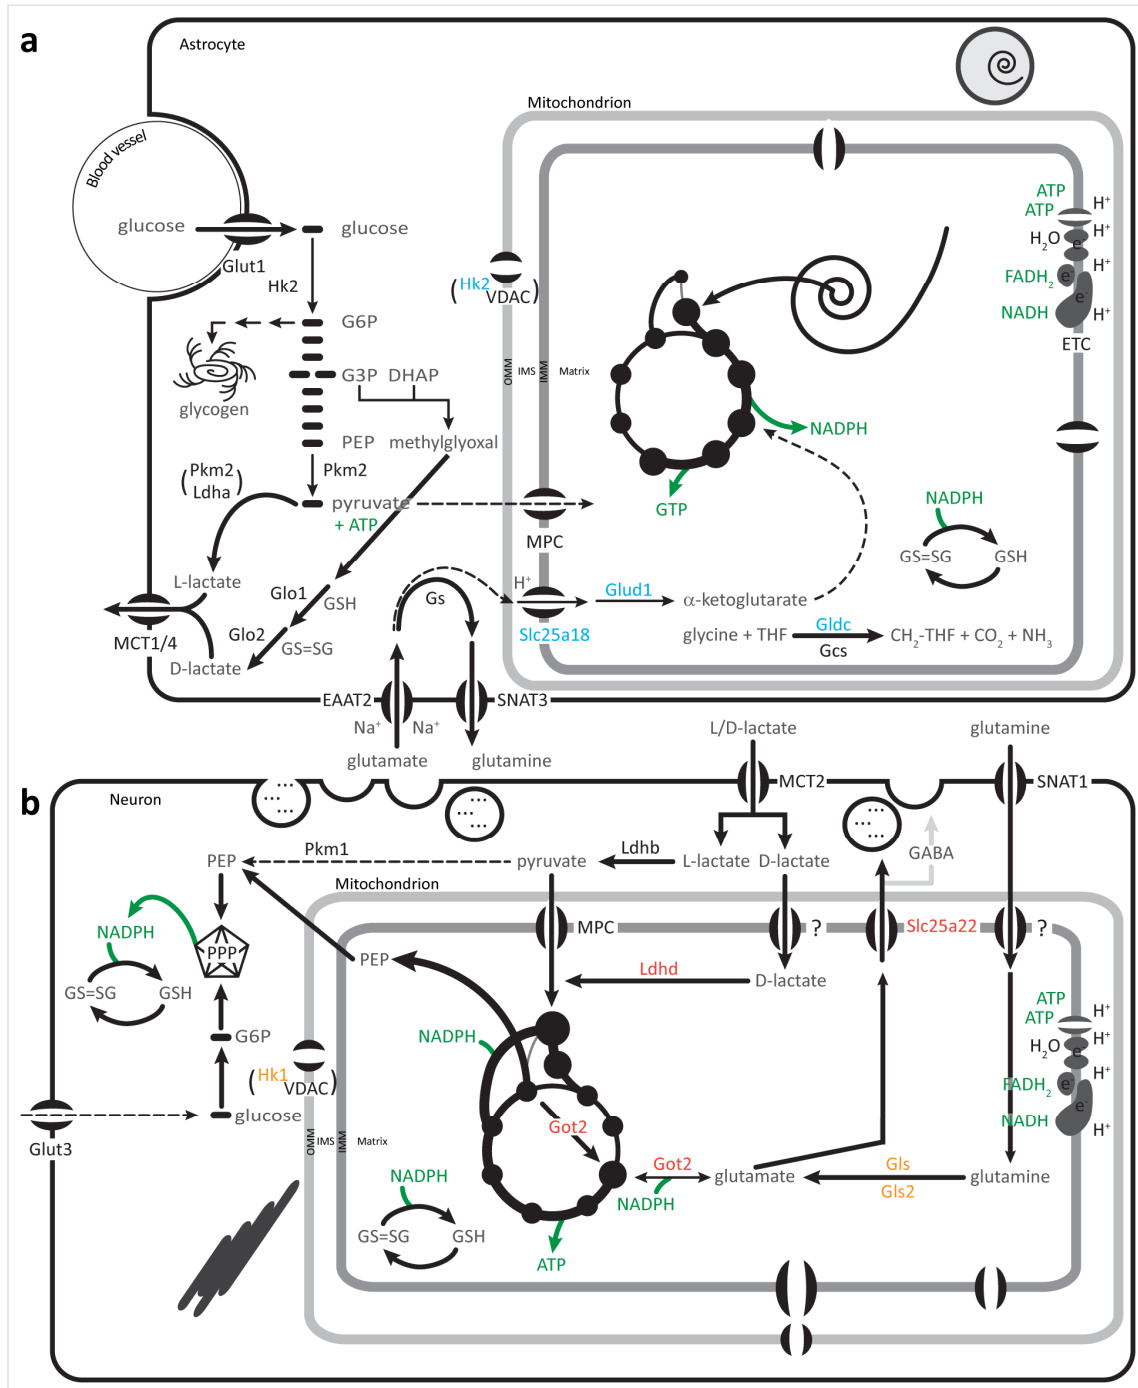 a
Astrocyte
Mitochondrion
Blood vessel
glucose
glucose
Glut1
Hk2
G6P
glycogen
G3P DHAP
PEP methylglyoxal
(Pkm2
Ldha)
Pkm2
pyruvate
+ ATP
L-lactate
Glo1
GSH
Glo2
GS=SG
MCT1/4
D-lactate
(Hk2
VDAC)
OMM IMS IMM Matrix
ATP
ATP
H₂O
FADH₂
NADH
e⁻
e⁻
e⁻
H⁺
H⁺
H⁺
H⁺
ETC
NADPH
GTP
MPC
NADPH
GS=SG GSH
H⁺
Glud1
α-ketoglutarate
Slc25a18
Gs
glycine + THF
Gldc
Gcs
CH₂-THF + CO₂ + NH₃
EAAT2
SNAT3
Na⁺ Na⁺
glutamate
glutamine
L/D-lactate
glutamine
MCT2
SNAT1
b
Neuron
PEP
Pkm1
pyruvate
Ldhb
L-lactate D-lactate
GABA
Mitochondrion
NADPH
PPP
GS=SG GSH
MPC
?
Slc25a22
?
PEP
Ldhd
D-lactate
G6P
NADPH
(Hk1
VDAC)
glucose
Glut3
OMM IMS IMM Matrix
ATP
ATP
H₂O
FADH₂
NADH
e⁻
e⁻
e⁻
H⁺
H⁺
H⁺
H⁺
Got2
Got2
NADPH
glutamate
Gls
Gls2
glutamine
NADPH
GS=SG GSH
ATP